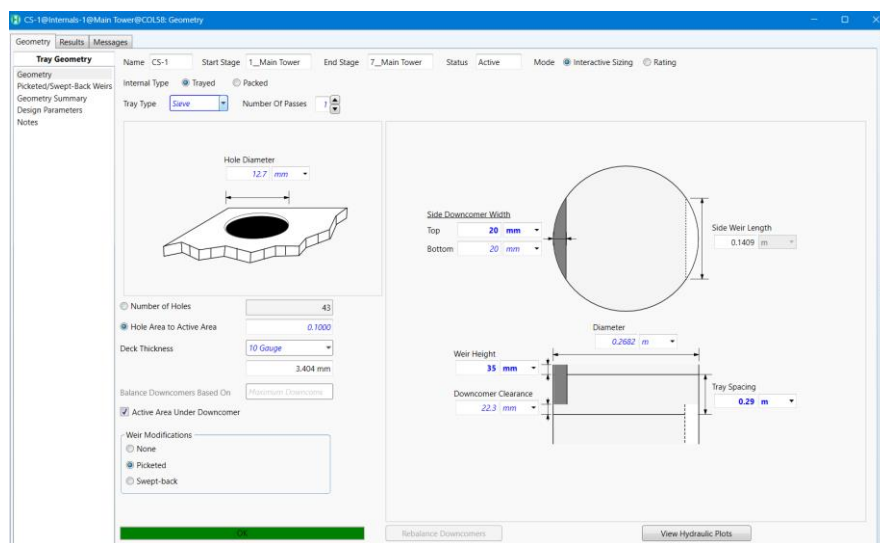 CS-1@Internals-1@Main Tower@COL5B: Geometry
Geometry Results Messages
Tray Geometry
Geometry
Picketed/Swept-Back Weirs
Geometry Summary
Design Parameters
Notes
Name CS-1 Start Stage 1__Main Tower End Stage 7__Main Tower Status Active Mode Interactive Sizing Rating
Internal Type Trayed Packed
Tray Type Sieve Number Of Passes 1
Hole Diameter
12.7 mm
Number of Holes 43
Hole Area to Active Area 0.1000
Deck Thickness 10 Gauge
3.404 mm
Balance Downcomers Based On Maximum Downcome
Active Area Under Downcomer
Weir Modifications
None
Picketed
Swept-back
Side Downcomer Width
Top 20 mm
Bottom 20 mm
Side Weir Length
0.1409 m
Diameter
0.2682 m
Weir Height
35 mm
Downcomer Clearance
22.3 mm
Tray Spacing
0.29 m
OK
Rebalance Downcomers
View Hydraulic Plots